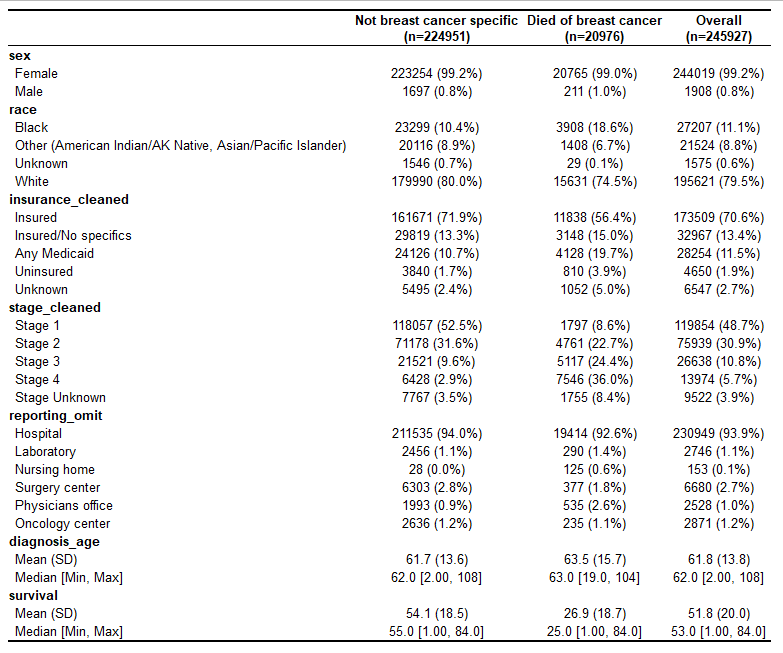 Not breast cancer specific Died of breast cancer Overall
(n=224951) (n=20976) (n=245927)
sex
Female 223254 (99.2%) 20765 (99.0%) 244019 (99.2%)
Male 1697 (0.8%) 211 (1.0%) 1908 (0.8%)
race
Black 23299 (10.4%) 3908 (18.6%) 27207 (11.1%)
Other (American Indian/AK Native, Asian/Pacific Islander) 20116 (8.9%) 1408 (6.7%) 21524 (8.8%)
Unknown 1546 (0.7%) 29 (0.1%) 1575 (0.6%)
White 179990 (80.0%) 15631 (74.5%) 195621 (79.5%)
insurance_cleaned
Insured 161671 (71.9%) 11838 (56.4%) 173509 (70.6%)
Insured/No specifics 29819 (13.3%) 3148 (15.0%) 32967 (13.4%)
Any Medicaid 24126 (10.7%) 4128 (19.7%) 28254 (11.5%)
Uninsured 3840 (1.7%) 810 (3.9%) 4650 (1.9%)
Unknown 5495 (2.4%) 1052 (5.0%) 6547 (2.7%)
stage_cleaned
Stage 1 118057 (52.5%) 1797 (8.6%) 119854 (48.7%)
Stage 2 71178 (31.6%) 4761 (22.7%) 75939 (30.9%)
Stage 3 21521 (9.6%) 5117 (24.4%) 26638 (10.8%)
Stage 4 6428 (2.9%) 7546 (36.0%) 13974 (5.7%)
Stage Unknown 7767 (3.5%) 1755 (8.4%) 9522 (3.9%)
reporting_omit
Hospital 211535 (94.0%) 19414 (92.6%) 230949 (93.9%)
Laboratory 2456 (1.1%) 290 (1.4%) 2746 (1.1%)
Nursing home 28 (0.0%) 125 (0.6%) 153 (0.1%)
Surgery center 6303 (2.8%) 377 (1.8%) 6680 (2.7%)
Physicians office 1993 (0.9%) 535 (2.6%) 2528 (1.0%)
Oncology center 2636 (1.2%) 235 (1.1%) 2871 (1.2%)
diagnosis_age
Mean (SD) 61.7 (13.6) 63.5 (15.7) 61.8 (13.8)
Median [Min, Max] 62.0 [2.00, 108] 63.0 [19.0, 104] 62.0 [2.00, 108]
survival
Mean (SD) 54.1 (18.5) 26.9 (18.7) 51.8 (20.0)
Median [Min, Max] 55.0 [1.00, 84.0] 25.0 [1.00, 84.0] 53.0 [1.00, 84.0]